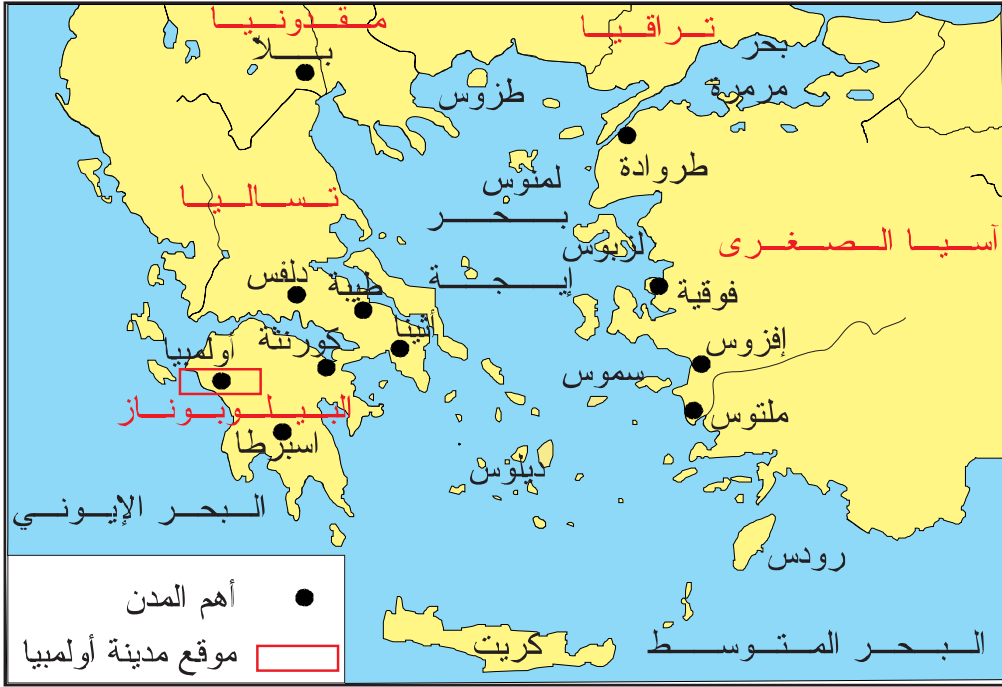 تراقيا
مقدونيا
بحر
مرمرة
بلا
طزوس
طروادة
لمنوس
تساليا
بحر
إيجة
لزبوس
آسيا الصغرى
فوقية
دلفس
طيبة
أثينا
كورنثة
أولمبيا
إفزوس
سموس
البيلوبوناز
ملتوس
اسبرطا
ديلوس
البحر الإيوني
رودس
كريت
البحر المتوسط
أهم المدن
موقع مدينة أولمبيا